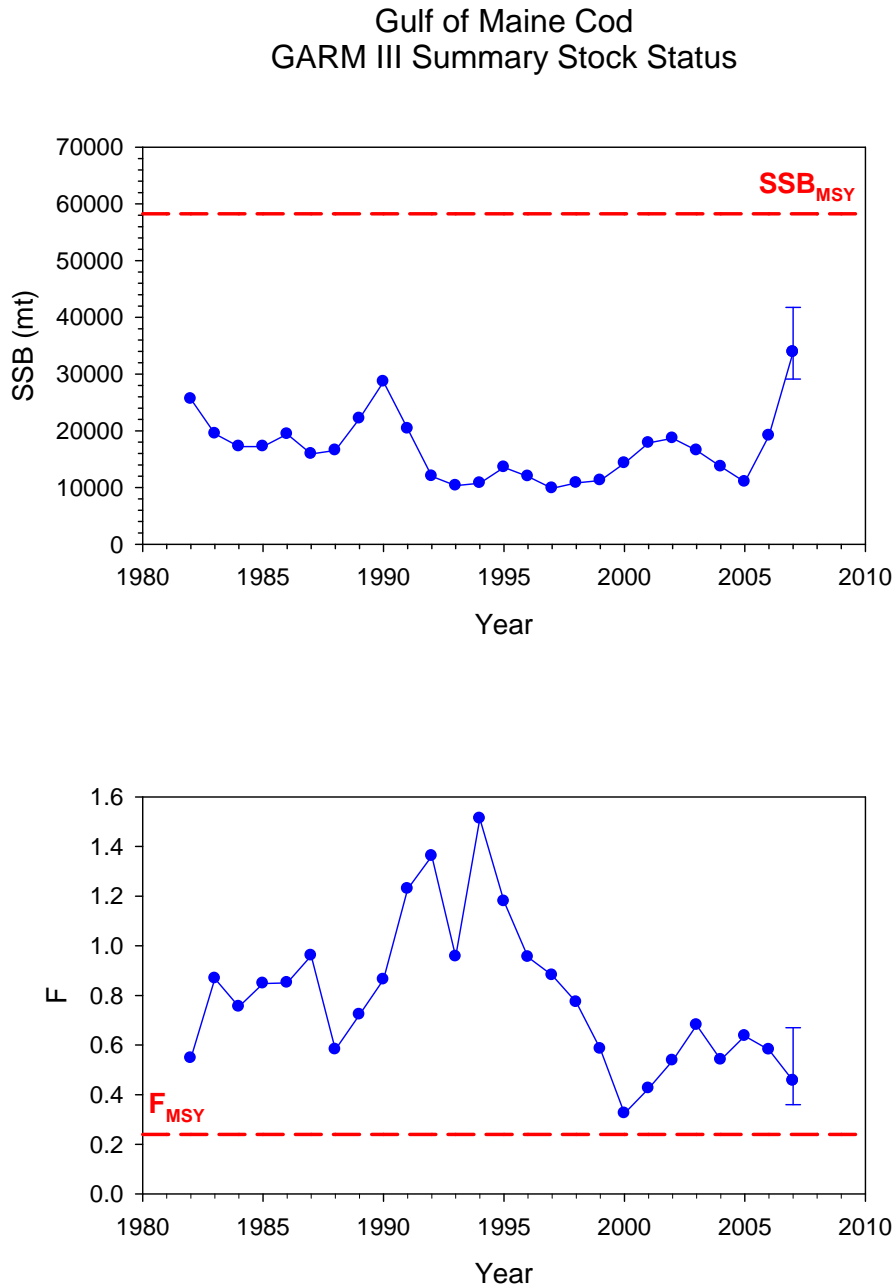 Gulf of Maine Cod
GARM III Summary Stock Status
70000
60000
50000
40000
30000
20000
10000
0
SSB (mt)
SSB_MSY
1980 1985 1990 1995 2000 2005 2010
Year
1.6
1.4
1.2
1.0
0.8
0.6
0.4
0.2
0.0
F
F_MSY
1980 1985 1990 1995 2000 2005 2010
Year